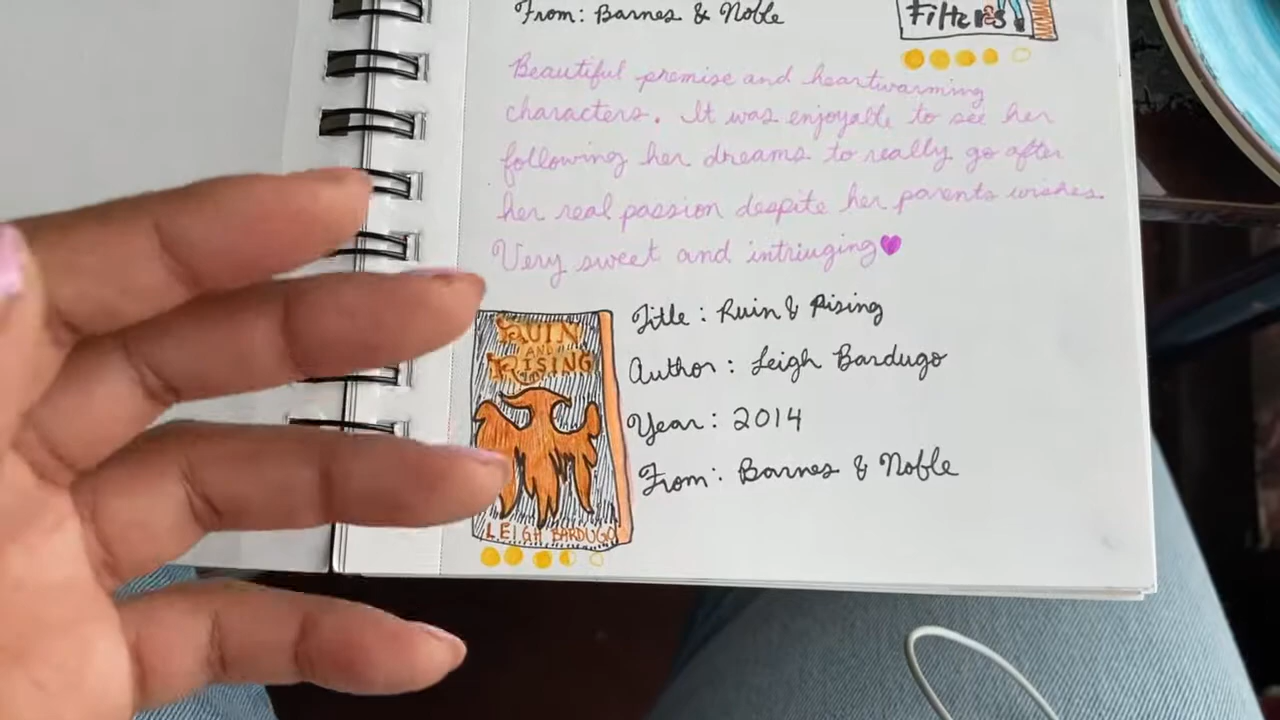 From: Barnes & Noble
Filters
Beautiful premise and heartwarming
characters. It was enjoyable to see her
following her dreams to really go after
her real passion despite her parents wishes.
Very sweet and intriuging
RUIN
AND
RISING
LEIGH BARDUGO
Title: Ruin & Rising
Author: Leigh Bardugo
Year: 2014
From: Barnes & Noble